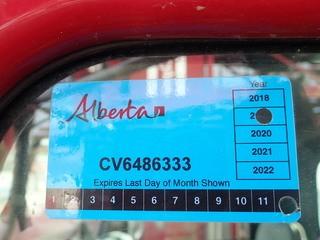 Alberta
Year
2018
2020
2021
2022
CV6486333
Expires Last Day of Month Shown
1 2 3 4 5 6 7 8 9 10 11